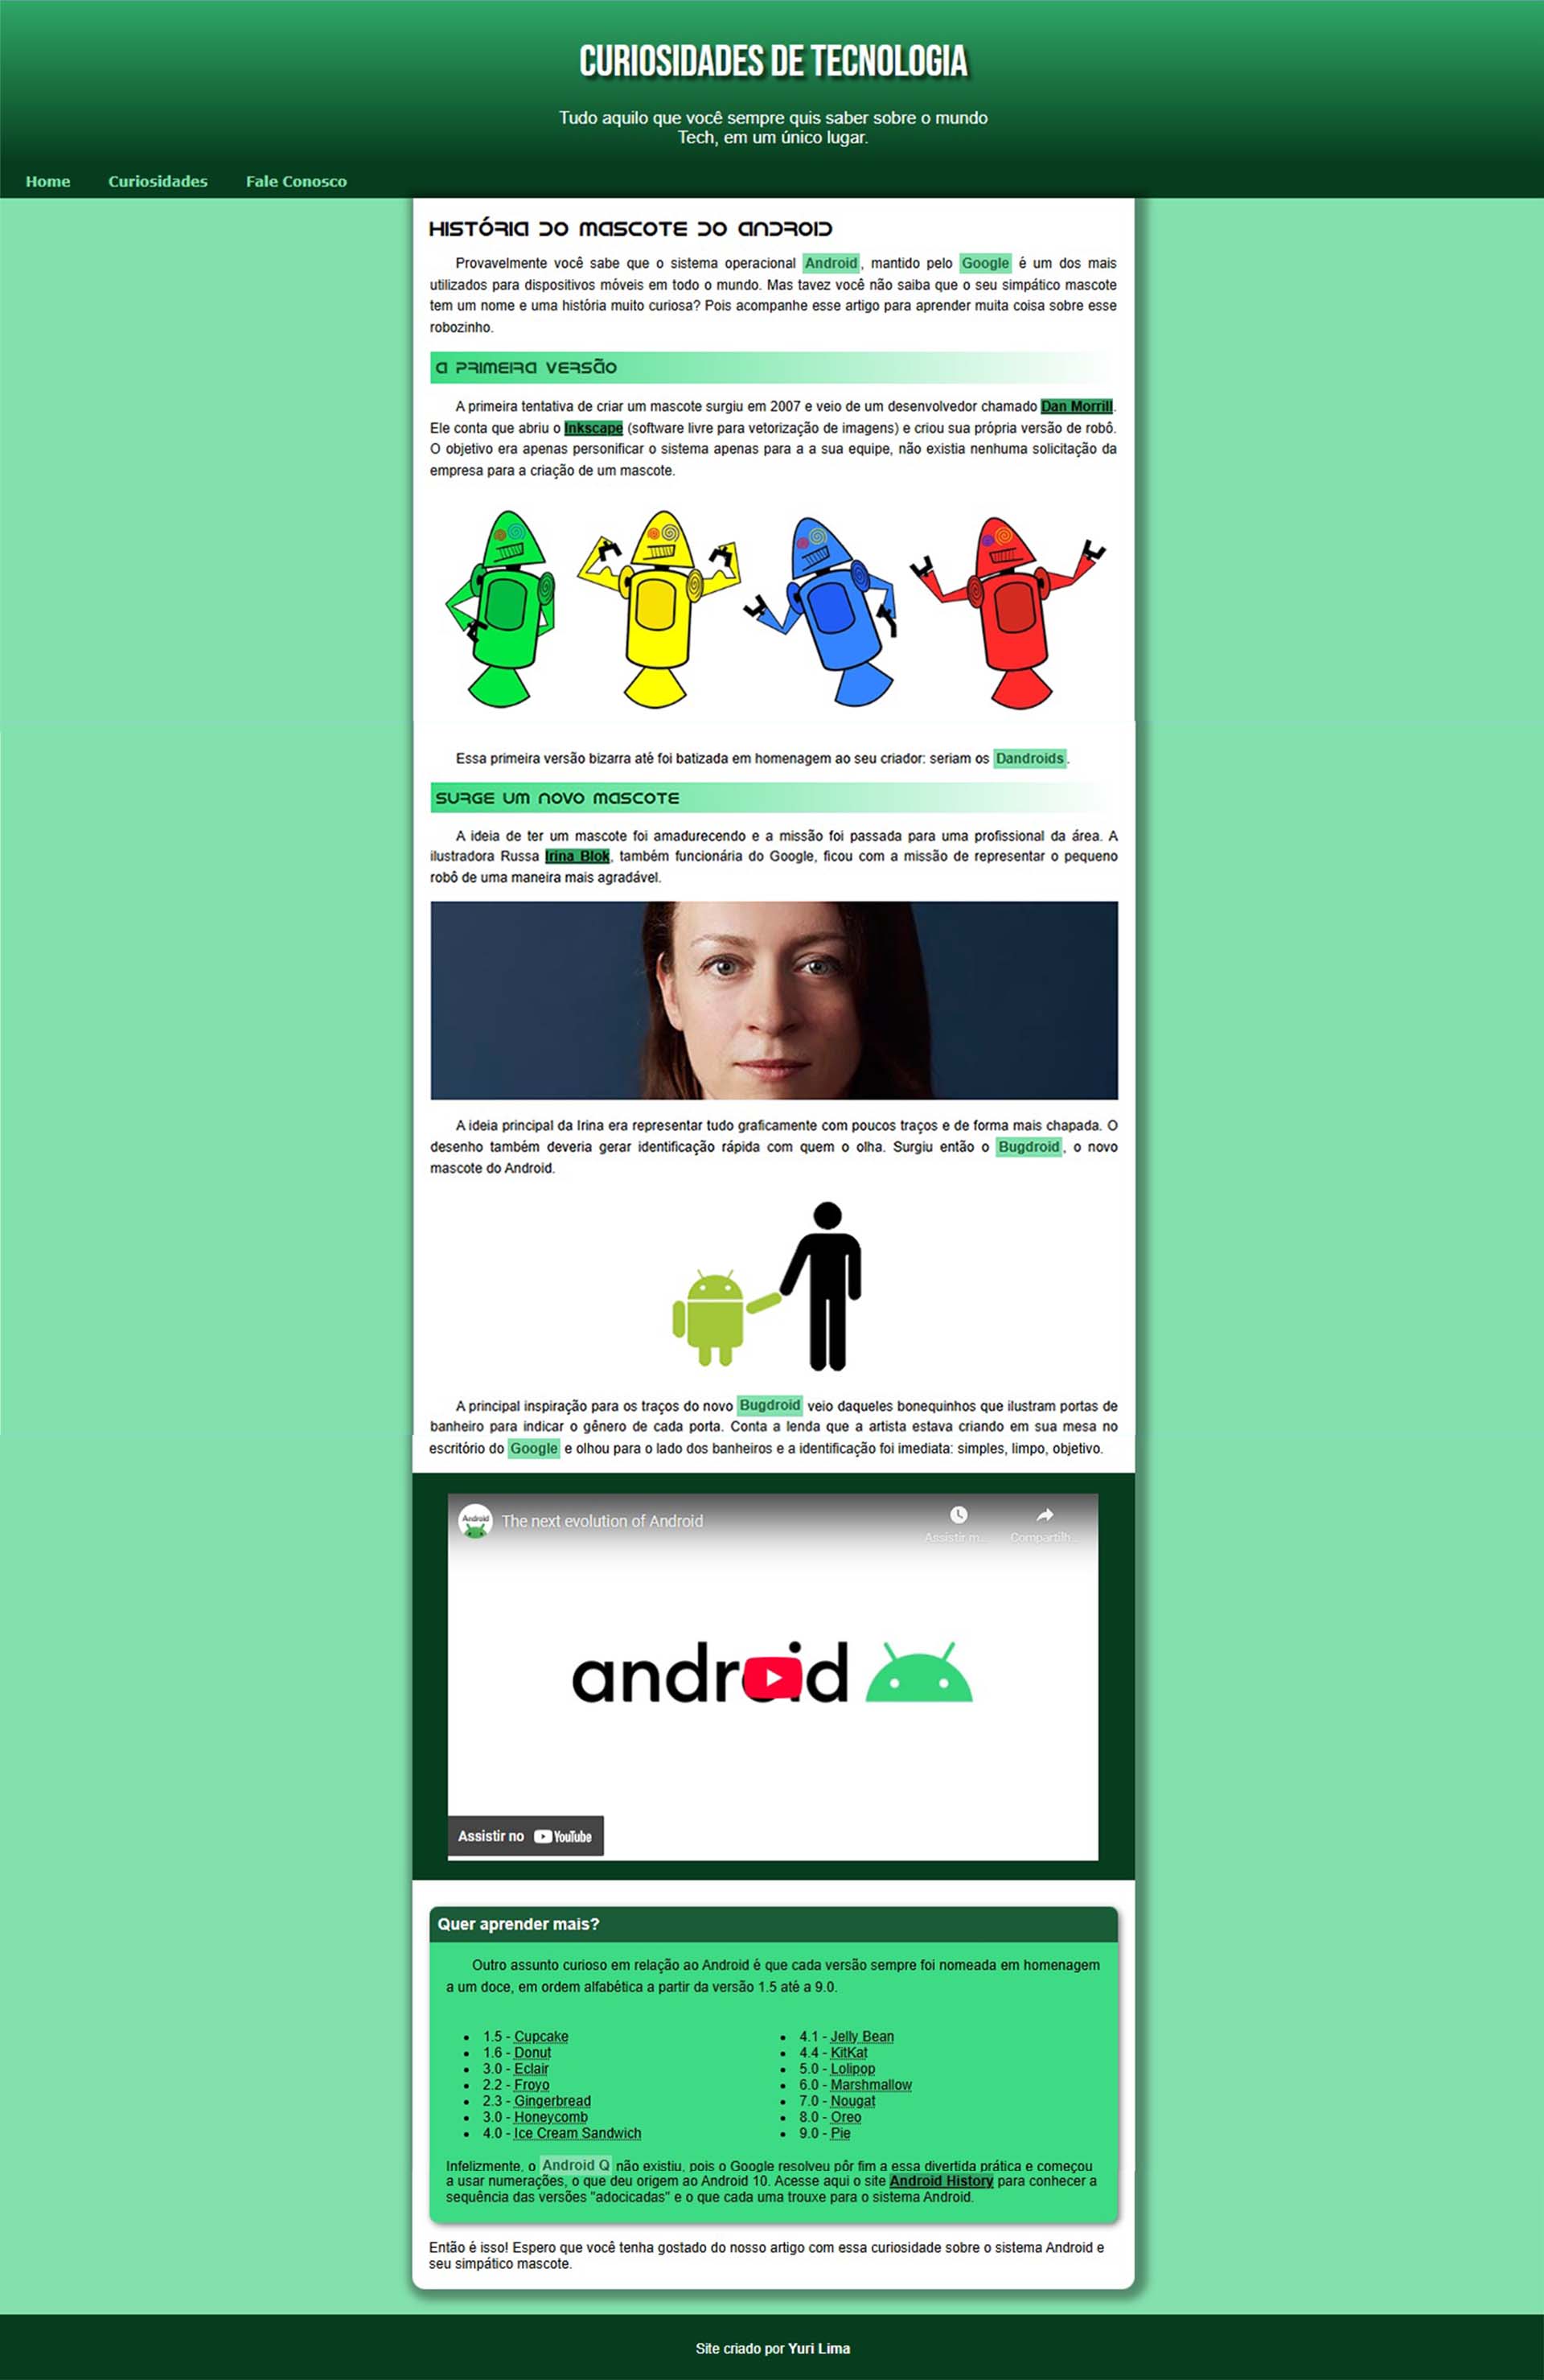 CURIOSIDADES DE TECNOLOGIA
Tudo aquilo que você sempre quis saber sobre o mundo
Tech, em um único lugar.
Home Curiosidades Fale Conosco
História do Mascote do Android
Provavelmente você sabe que o sistema operacional Android, mantido pelo Google é um dos mais
utilizados para dispositivos móveis em todo o mundo. Mas tavez você não saiba que o seu simpático mascote
tem um nome e uma história muito curiosa? Pois acompanhe esse artigo para aprender muita coisa sobre esse
robozinho.
A primeira versão
A primeira tentativa de criar um mascote surgiu em 2007 e veio de um desenvolvedor chamado Dan Morrill.
Ele conta que abriu o Inkscape (software livre para vetorização de imagens) e criou sua própria versão de robô.
O objetivo era apenas personificar o sistema apenas para a a sua equipe, não existia nenhuma solicitação da
empresa para a criação de um mascote.
Essa primeira versão bizarra até foi batizada em homenagem ao seu criador: seriam os Dandroids.
Surge um novo mascote
A ideia de ter um mascote foi amadurecendo e a missão foi passada para uma profissional da área. A
ilustradora Russa Irina Blok, também funcionária do Google, ficou com a missão de representar o pequeno
robô de uma maneira mais agradável.
A ideia principal da Irina era representar tudo graficamente com poucos traços e de forma mais chapada. O
desenho também deveria gerar identificação rápida com quem o olha. Surgiu então o Bugdroid, o novo
mascote do Android.
A principal inspiração para os traços do novo Bugdroid veio daqueles bonequinhos que ilustram portas de
banheiro para indicar o gênero de cada porta. Conta a lenda que a artista estava criando em sua mesa no
escritório do Google e olhou para o lado dos banheiros e a identificação foi imediata: simples, limpo, objetivo.
Android The next evolution of Android
Assistir m... Compartilh...
android
Assistir no YouTube
Quer aprender mais?
Outro assunto curioso em relação ao Android é que cada versão sempre foi nomeada em homenagem
a um doce, em ordem alfabética a partir da versão 1.5 até a 9.0.
1.5 - Cupcake
1.6 - Donut
3.0 - Eclair
2.2 - Froyo
2.3 - Gingerbread
3.0 - Honeycomb
4.0 - Ice Cream Sandwich
4.1 - Jelly Bean
4.4 - KitKat
5.0 - Lolipop
6.0 - Marshmallow
7.0 - Nougat
8.0 - Oreo
9.0 - Pie
Infelizmente, o Android Q não existiu, pois o Google resolveu pôr fim a essa divertida prática e começou
a usar numerações, o que deu origem ao Android 10. Acesse aqui o site Android History para conhecer a
sequência das versões "adocicadas" e o que cada uma trouxe para o sistema Android.
Então é isso! Espero que você tenha gostado do nosso artigo com essa curiosidade sobre o sistema Android e
seu simpático mascote.
Site criado por Yuri Lima